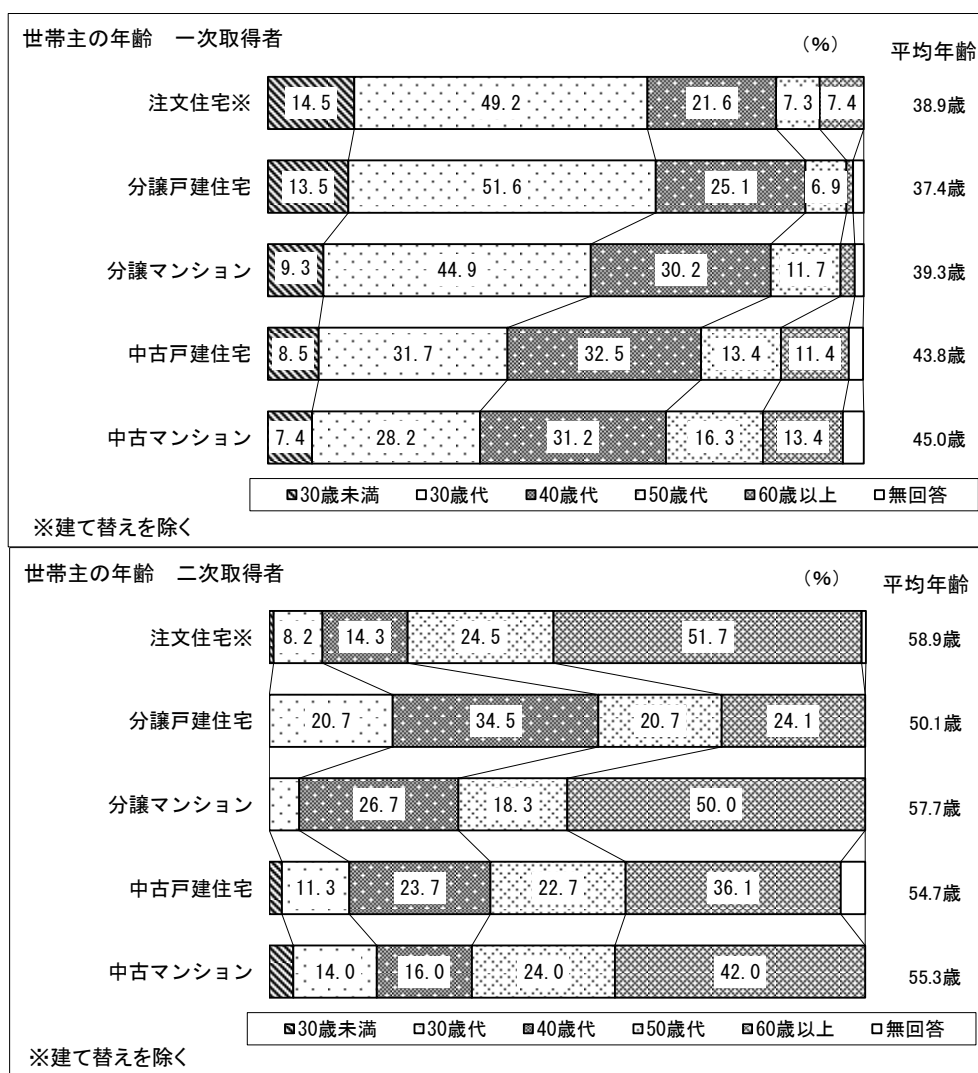 世帯主の年齢　一次取得者
（%）
平均年齢
注文住宅※ 14.5 49.2 21.6 7.3 7.4 38.9歳
分譲戸建住宅 13.5 51.6 25.1 6.9 37.4歳
分譲マンション 9.3 44.9 30.2 11.7 39.3歳
中古戸建住宅 8.5 31.7 32.5 13.4 11.4 43.8歳
中古マンション 7.4 28.2 31.2 16.3 13.4 45.0歳
30歳未満 30歳代 40歳代 50歳代 60歳以上 無回答
※建て替えを除く
世帯主の年齢　二次取得者
（%）
平均年齢
注文住宅※ 8.2 14.3 24.5 51.7 58.9歳
分譲戸建住宅 20.7 34.5 20.7 24.1 50.1歳
分譲マンション 26.7 18.3 50.0 57.7歳
中古戸建住宅 11.3 23.7 22.7 36.1 54.7歳
中古マンション 14.0 16.0 24.0 42.0 55.3歳
30歳未満 30歳代 40歳代 50歳代 60歳以上 無回答
※建て替えを除く